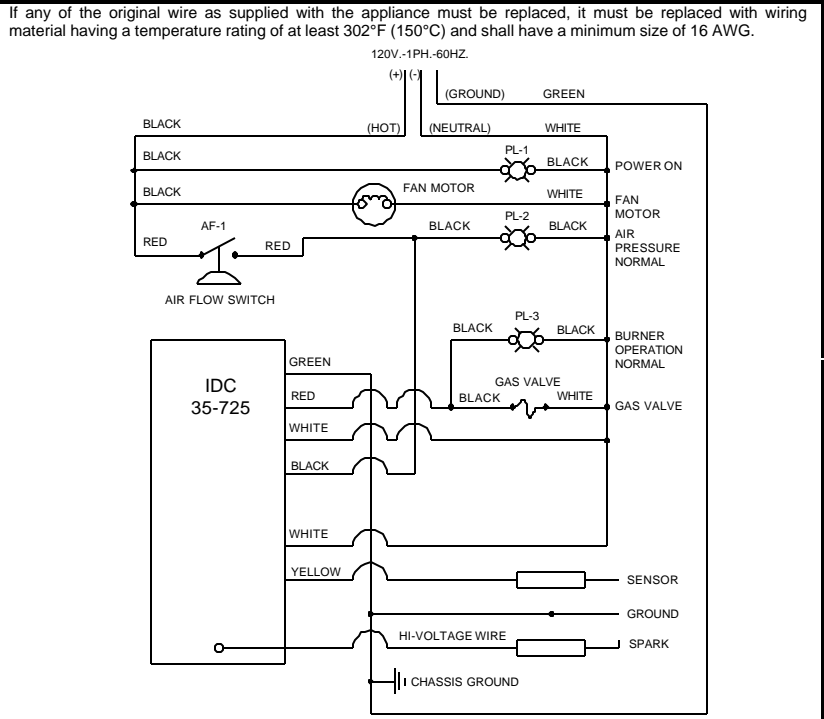 If any of the original wire as supplied with the appliance must be replaced, it must be replaced with wiring
material having a temperature rating of at least 302°F (150°C) and shall have a minimum size of 16 AWG.
120V.-1PH.-60HZ.
(+) (-)
(GROUND) GREEN
BLACK (HOT) (NEUTRAL) WHITE
PL-1
BLACK BLACK POWER ON
BLACK FAN MOTOR WHITE FAN
MOTOR
PL-2
AF-1 BLACK BLACK AIR
PRESSURE
NORMAL
RED RED
AIR FLOW SWITCH
PL-3
BLACK BLACK BURNER
OPERATION
NORMAL
GREEN
IDC
35-725
GAS VALVE
RED BLACK WHITE GAS VALVE
WHITE
BLACK
WHITE
YELLOW SENSOR
GROUND
HI-VOLTAGE WIRE SPARK
CHASSIS GROUND